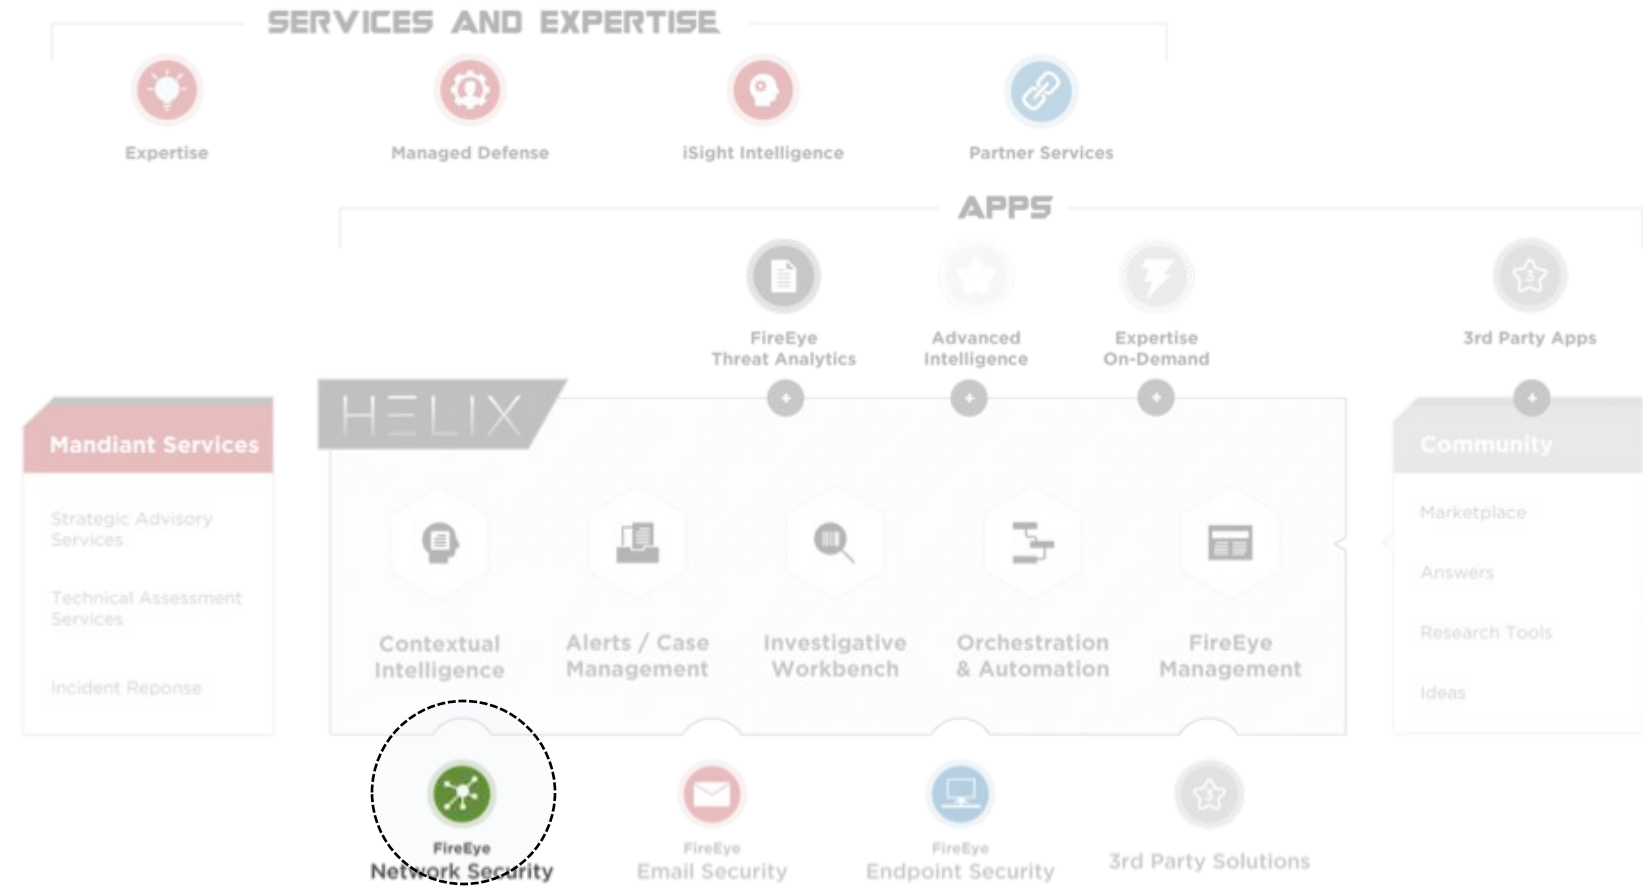 SERVICES AND EXPERTISE
Expertise
Managed Defense
iSight Intelligence
Partner Services
APPS
FireEye
Threat Analytics
Advanced
Intelligence
Expertise
On-Demand
3
3rd Party Apps
HELIX
Mandiant Services
Strategic Advisory
Services
Technical Assessment
Services
Incident Reponse
Contextual
Intelligence
Alerts / Case
Management
Investigative
Workbench
Orchestration
& Automation
FireEye
Management
Community
Marketplace
Answers
Research Tools
Ideas
FireEye
Network Security
FireEye
Email Security
FireEye
Endpoint Security
3
3rd Party Solutions